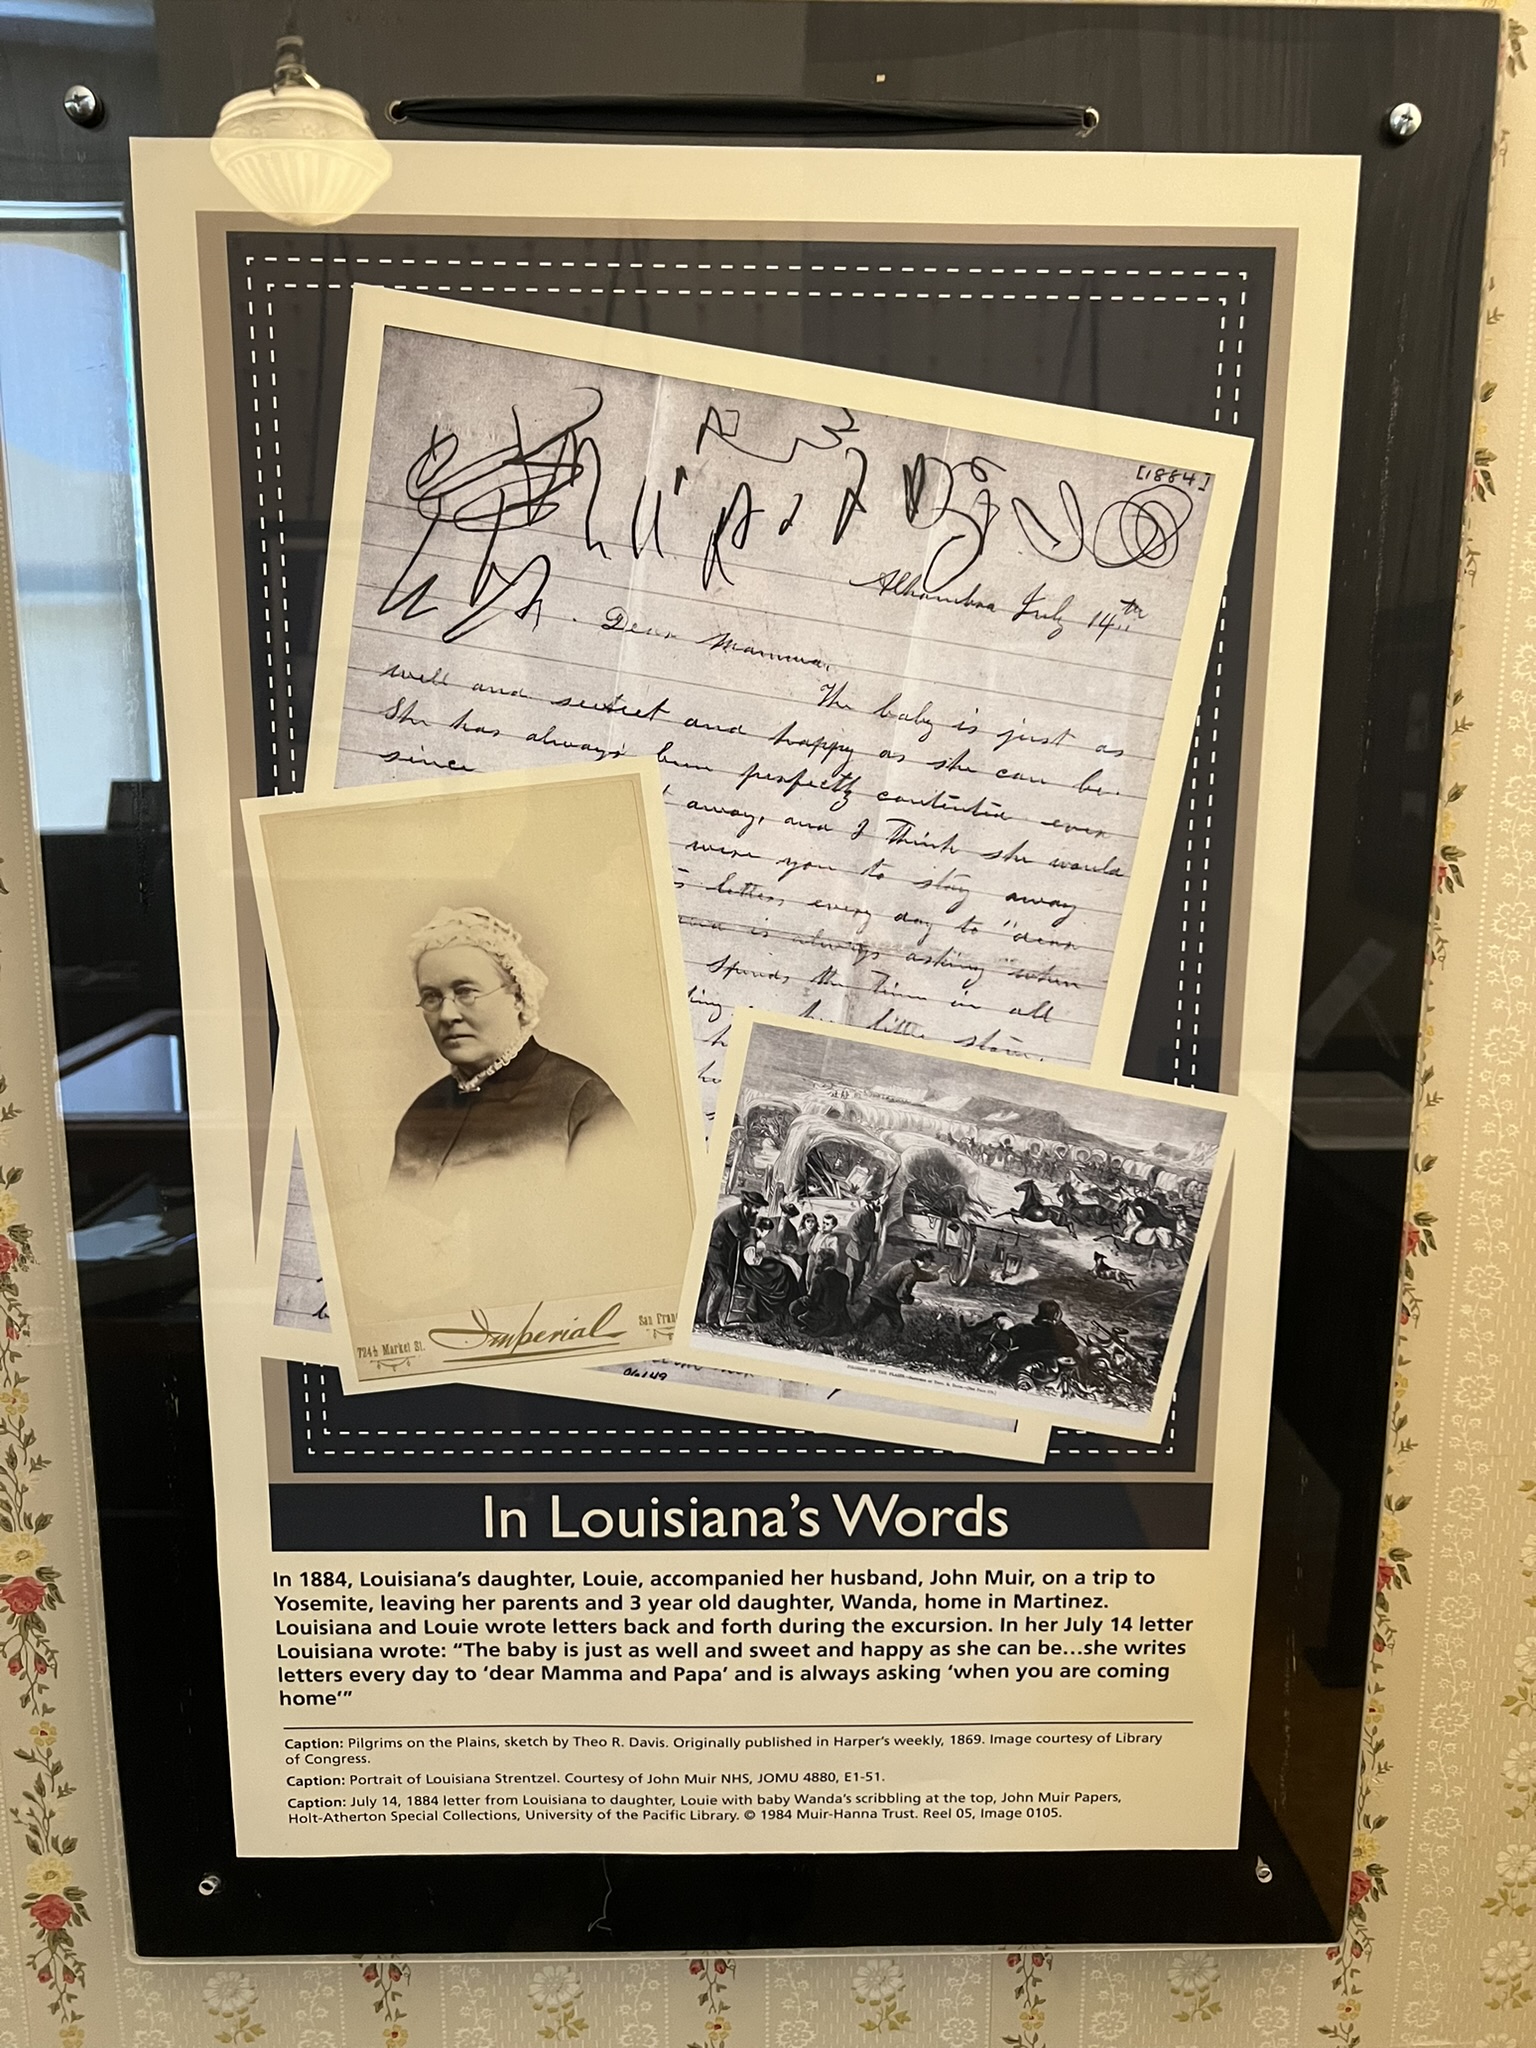 [1884]
Alhambra July 14th
Dear Mamma,
The baby is just as
well and sweet and happy as she can be.
She has always been perfectly contented ever
since
away, and I think she would
were you to stay away
letters every day to "dear
is always asking when
spends the time in all
her little store.
724½ Market St.
Imperial
San Fran
PILGRIMS OF THE PLAINS.
In Louisiana's Words
In 1884, Louisiana's daughter, Louie, accompanied her husband, John Muir, on a trip to
Yosemite, leaving her parents and 3 year old daughter, Wanda, home in Martinez.
Louisiana and Louie wrote letters back and forth during the excursion. In her July 14 letter
Louisiana wrote: “The baby is just as well and sweet and happy as she can be...she writes
letters every day to ‘dear Mamma and Papa’ and is always asking ‘when you are coming
home’”
Caption: Pilgrims on the Plains, sketch by Theo R. Davis. Originally published in Harper's weekly, 1869. Image courtesy of Library
of Congress.
Caption: Portrait of Louisiana Strentzel. Courtesy of John Muir NHS, JOMU 4880, E1-51.
Caption: July 14, 1884 letter from Louisiana to daughter, Louie with baby Wanda's scribbling at the top, John Muir Papers,
Holt-Atherton Special Collections, University of the Pacific Library. © 1984 Muir-Hanna Trust. Reel 05, Image 0105.